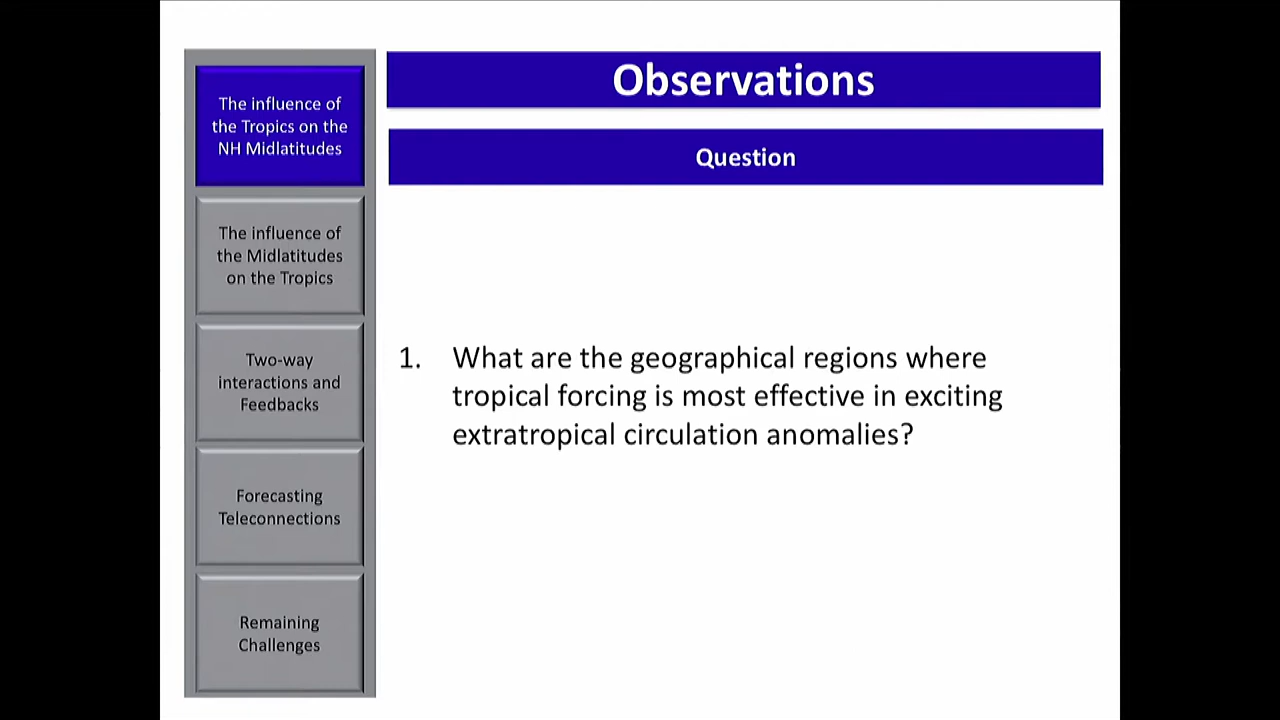 The influence of
the Tropics on the
NH Midlatitudes
The influence of
the Midlatitudes
on the Tropics
Two-way
interactions and
Feedbacks
Forecasting
Teleconnections
Remaining
Challenges
Observations
Question
1. What are the geographical regions where
tropical forcing is most effective in exciting
extratropical circulation anomalies?